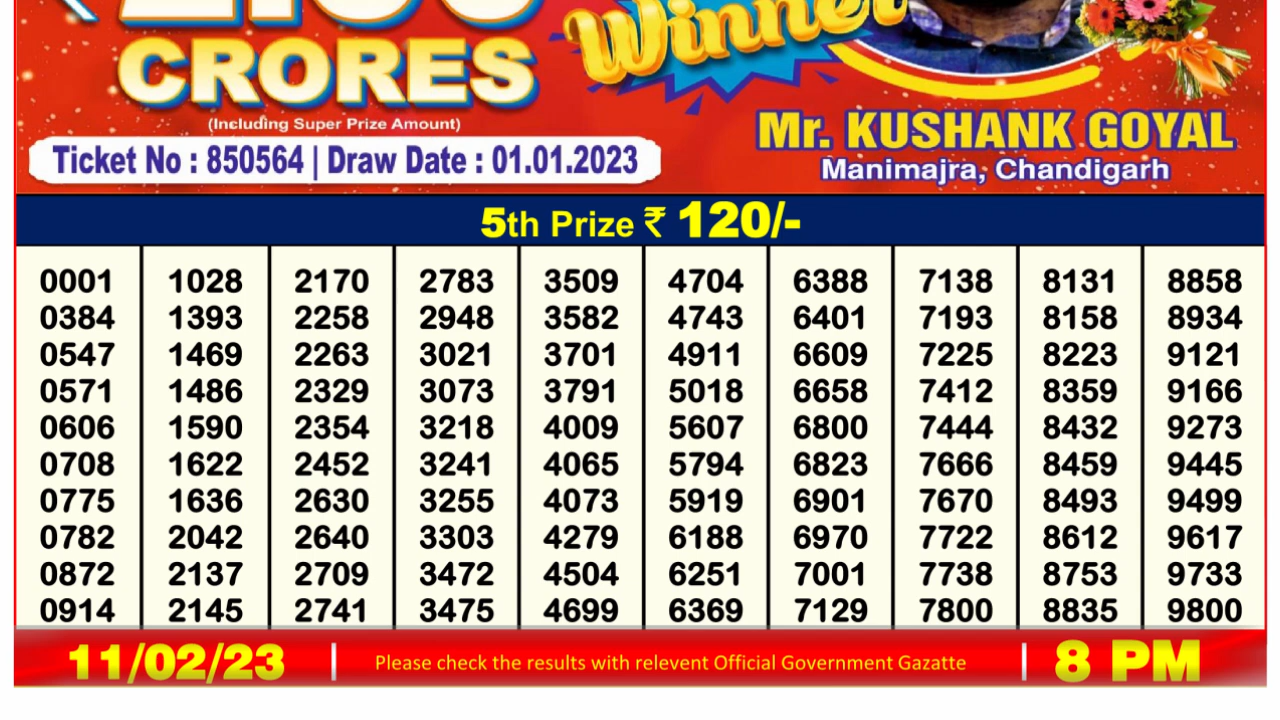 CRORES
(Including Super Prize Amount)
Ticket No : 850564 | Draw Date : 01.01.2023
Winner
Mr. KUSHANK GOYAL
Manimajra, Chandigarh
5th Prize ₹ 120/-
0001 1028 2170 2783 3509 4704 6388 7138 8131 8858
0384 1393 2258 2948 3582 4743 6401 7193 8158 8934
0547 1469 2263 3021 3701 4911 6609 7225 8223 9121
0571 1486 2329 3073 3791 5018 6658 7412 8359 9166
0606 1590 2354 3218 4009 5607 6800 7444 8432 9273
0708 1622 2452 3241 4065 5794 6823 7666 8459 9445
0775 1636 2630 3255 4073 5919 6901 7670 8493 9499
0782 2042 2640 3303 4279 6188 6970 7722 8612 9617
0872 2137 2709 3472 4504 6251 7001 7738 8753 9733
0914 2145 2741 3475 4699 6369 7129 7800 8835 9800
11/02/23 | Please check the results with relevent Official Government Gazatte | 8 PM